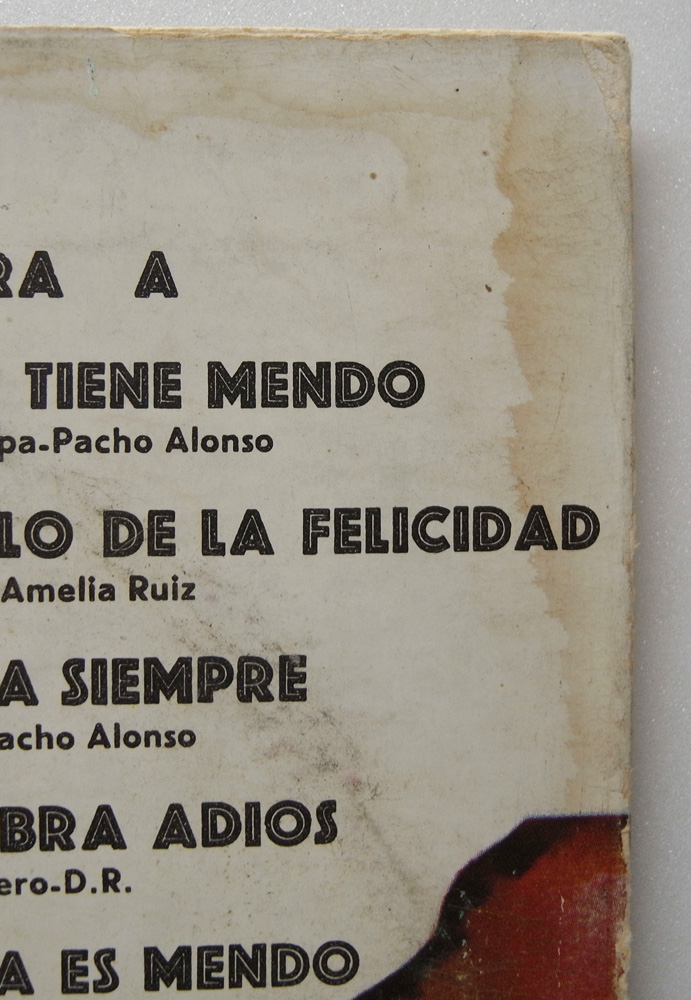 RA A
TIENE MENDO
pa-Pacho Alonso
LO DE LA FELICIDAD
Amelia Ruiz
A SIEMPRE
acho Alonso
BRA ADIOS
ero-D.R.
A ES MENDO